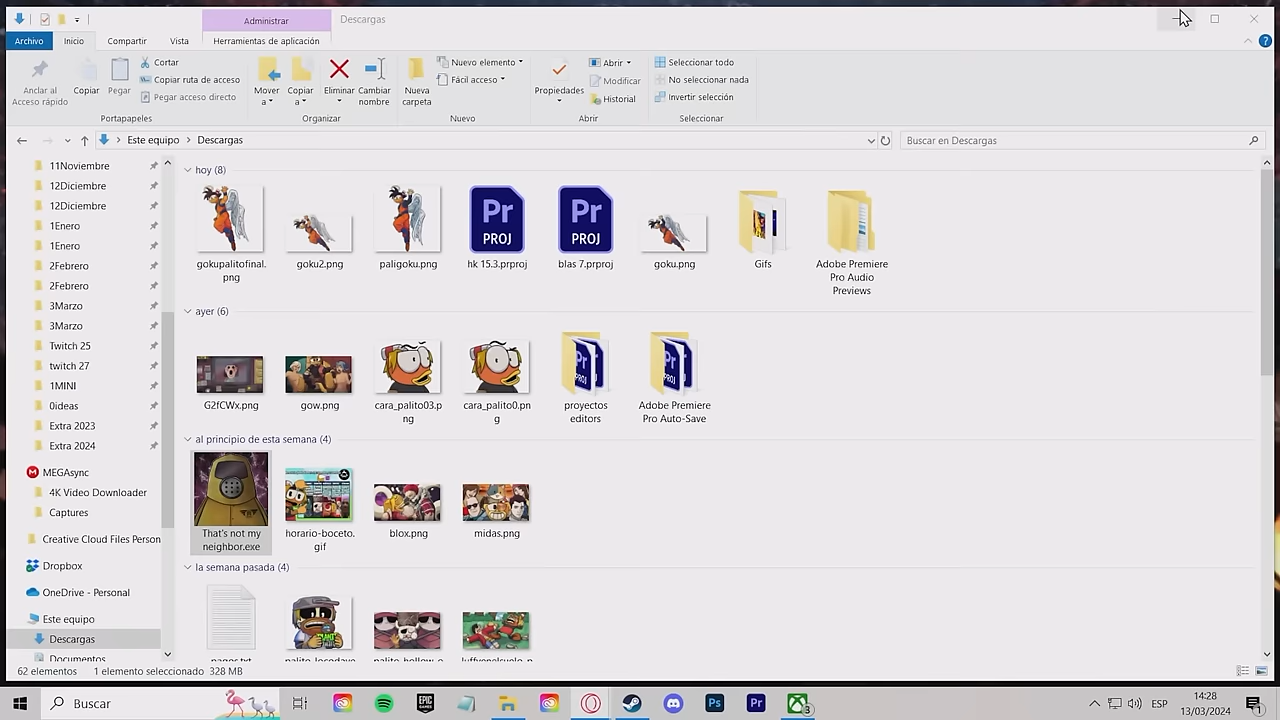 Administrar
Descargas
Archivo
Inicio
Compartir
Vista
Herramientas de aplicación
Anclar al
Acceso rápido
Copiar
Pegar
Cortar
Copiar ruta de acceso
Pegar acceso directo
Mover
a
Copiar
a
Eliminar
Cambiar
nombre
Nueva
carpeta
Nuevo elemento
Fácil acceso
Propiedades
Abrir
Modificar
Historial
Seleccionar todo
No seleccionar nada
Invertir selección
Portapapeles
Organizar
Nuevo
Abrir
Seleccionar
Este equipo
Descargas
Buscar en Descargas
11Noviembre
12Diciembre
12Diciembre
1Enero
1Enero
2Febrero
2Febrero
3Marzo
3Marzo
Twitch 25
twitch 27
1MINI
0ideas
Extra 2023
Extra 2024
MEGAsync
4K Video Downloader
Captures
Creative Cloud Files Person
Dropbox
OneDrive - Personal
Este equipo
Descargas
Documentos
hoy (8)
Pr
PROJ
Pr
PROJ
gokupalitofinal.
png
goku2.png
paligoku.png
hk 15.3.prproj
blas 7.prproj
goku.png
Gifs
Adobe Premiere
Pro Audio
Previews
ayer (6)
G2fCWx.png
gow.png
cara_palito03.p
ng
cara_palito0.pn
g
proyectos
editors
Adobe Premiere
Pro Auto-Save
al principio de esta semana (4)
That's not my
neighbor.exe
horario-boceto.
gif
blox.png
midas.png
la semana pasada (4)
62 elementos
1 elemento seleccionado
328 MB
Buscar
EPIC
GAMES
Ps
Pr
3
ESP
14:28
13/03/2024
1